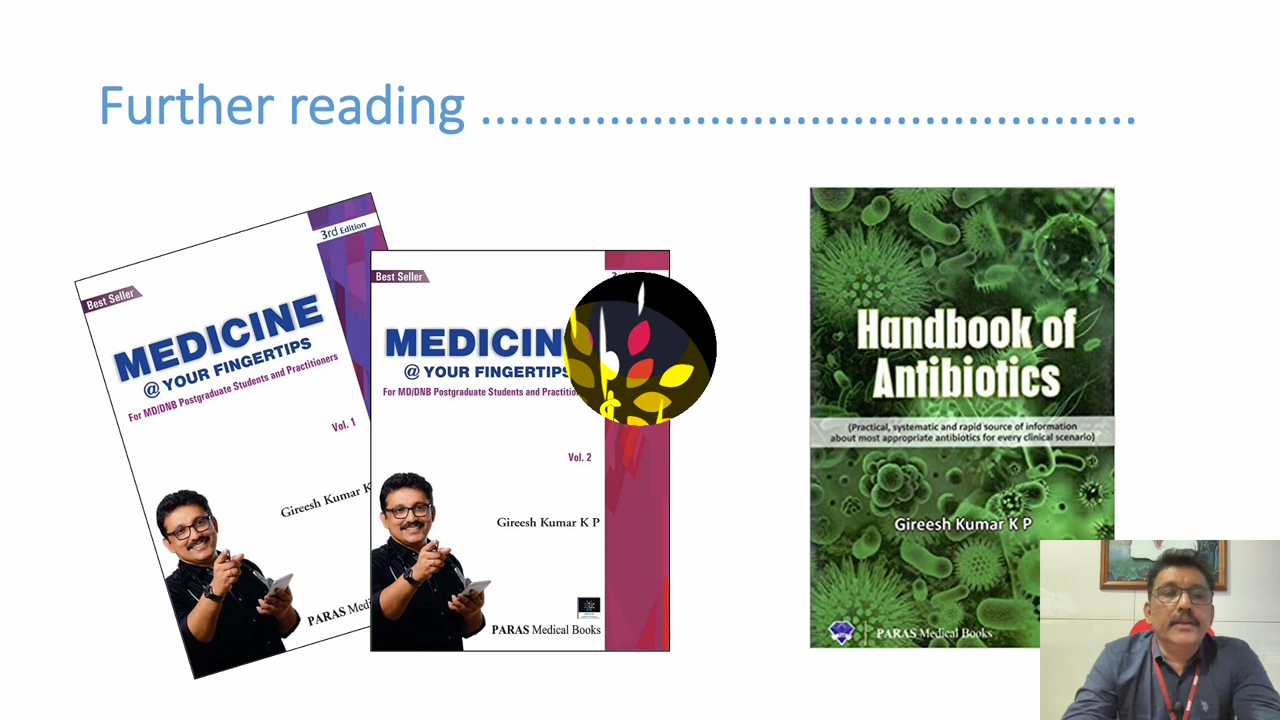 Further reading ..............................................
3rd Edition
Best Seller
MEDICINE
@ YOUR FINGERTIPS
For MD/DNB Postgraduate Students and Practitioners
Vol. 1
Gireesh Kumar K
PARAS Medi
Best Seller
MEDICIN
@ YOUR FINGERTIPS
For MD/DNB Postgraduate Students and
Vol. 2
Gireesh Kumar K P
PARAS Medical Books
Handbook of
Antibiotics
(Practical, systematic and rapid source of information
about most appropriate antibiotics for every clinical scenario)
Gireesh Kumar K P
PARAS Medical Books